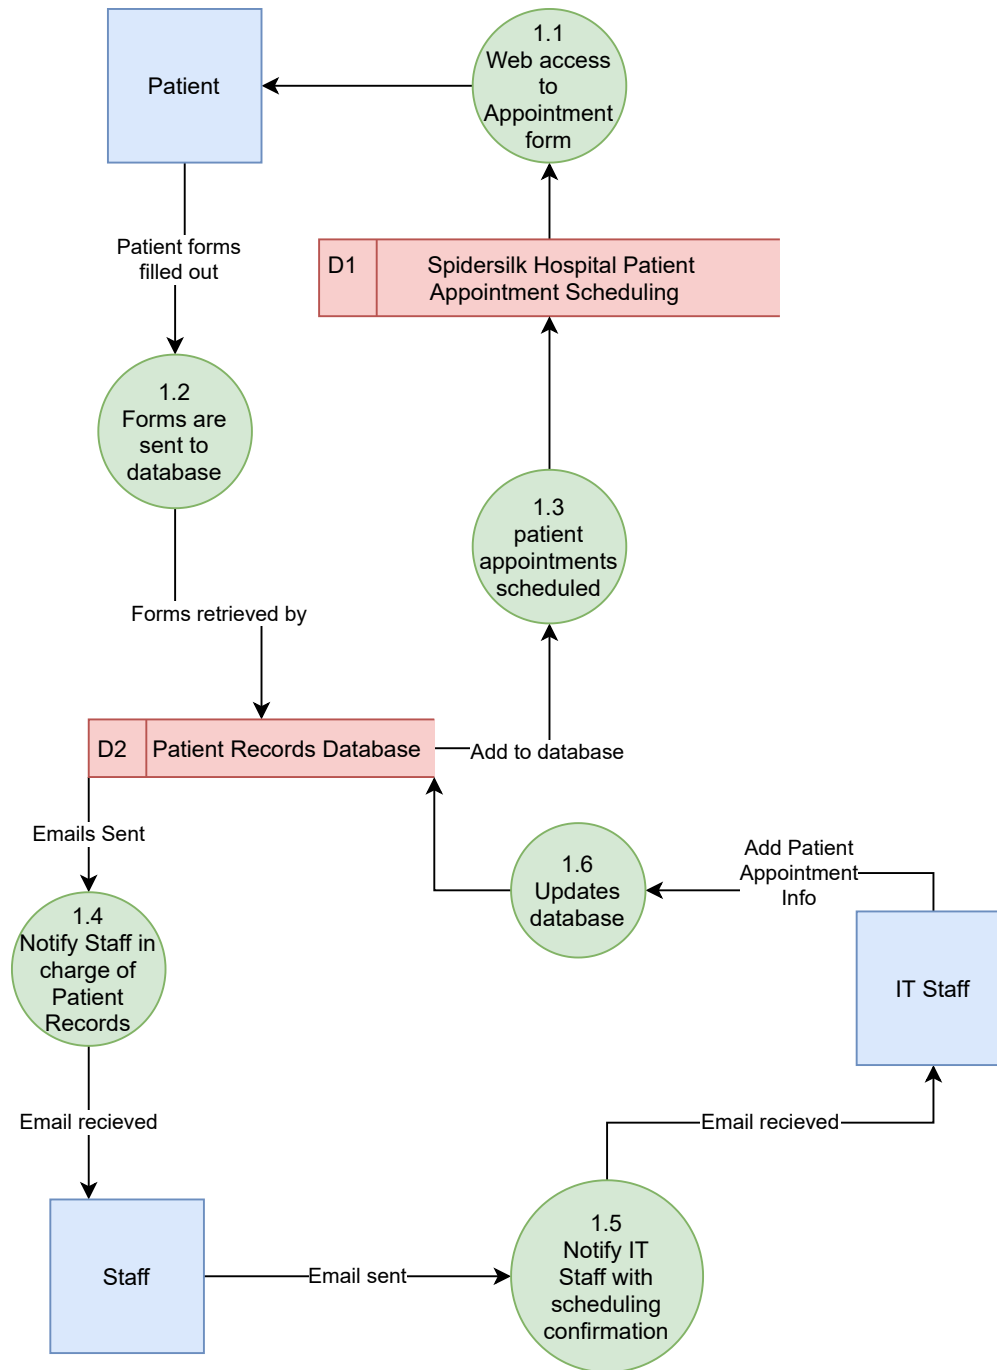 Patient
1.1
Web access
to
Appointment
form
Patient forms
filled out
D1
Spidersilk Hospital Patient
Appointment Scheduling
1.2
Forms are
sent to
database
1.3
patient
appointments
scheduled
Forms retrieved by
D2
Patient Records Database
Add to database
Emails Sent
1.6
Updates
database
Add Patient
Appointment
Info
1.4
Notify Staff in
charge of
Patient
Records
IT Staff
Email recieved
Email recieved
Staff
Email sent
1.5
Notify IT
Staff with
scheduling
confirmation